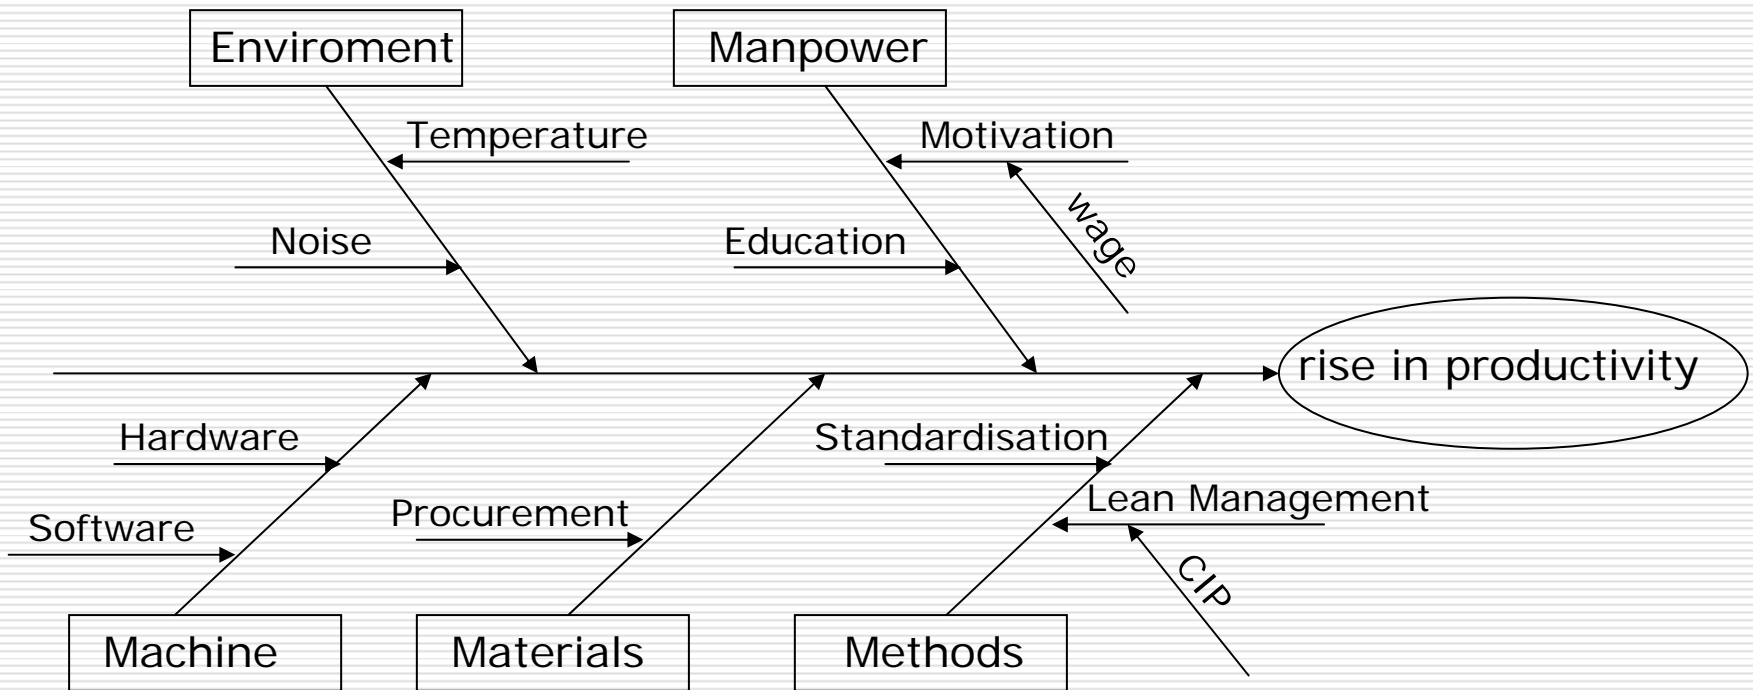 Enviroment
Manpower
Temperature
Motivation
wage
Noise
Education
rise in productivity
Hardware
Standardisation
Lean Management
Procurement
Software
CIP
Machine
Materials
Methods